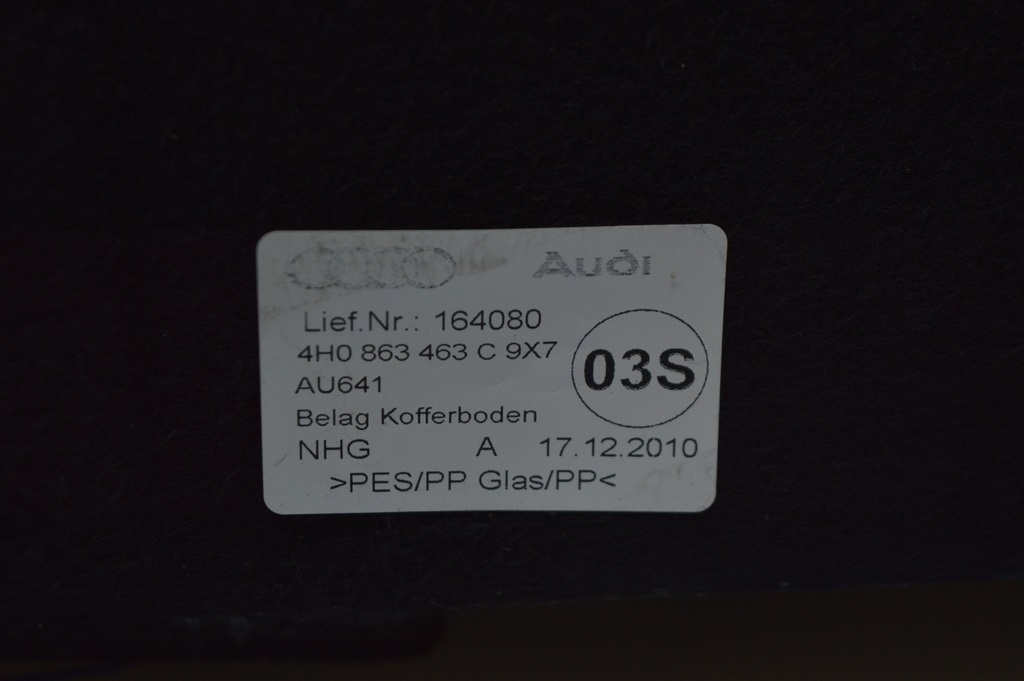 Audi
Lief.Nr.: 164080
4H0 863 463 C 9X7
03S
AU641
Belag Kofferboden
NHG A 17.12.2010
>PES/PP Glas/PP<